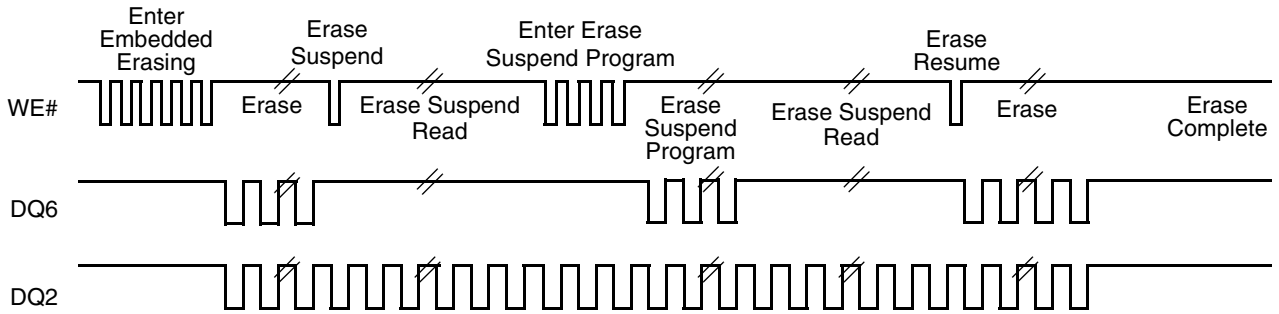 Enter
Embedded
Erasing
Erase
Suspend
Enter Erase
Suspend Program
Erase
Resume
WE#
Erase
Erase Suspend
Read
Erase
Suspend
Program
Erase Suspend
Read
Erase
Erase
Complete
DQ6
DQ2